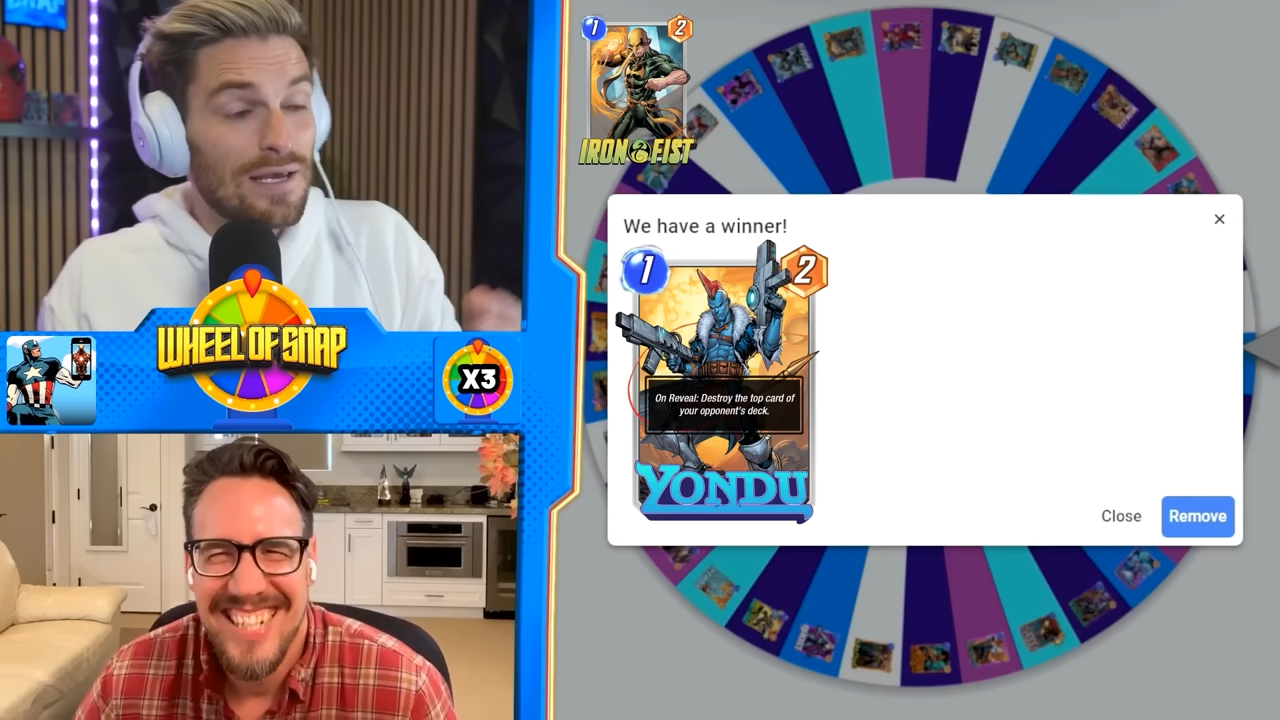 1
2
IRON FIST
We have a winner!
×
1
2
On Reveal: Destroy the top card of
your opponent's deck.
YONDU
Close
Remove
WHEEL OF SNAP
X3